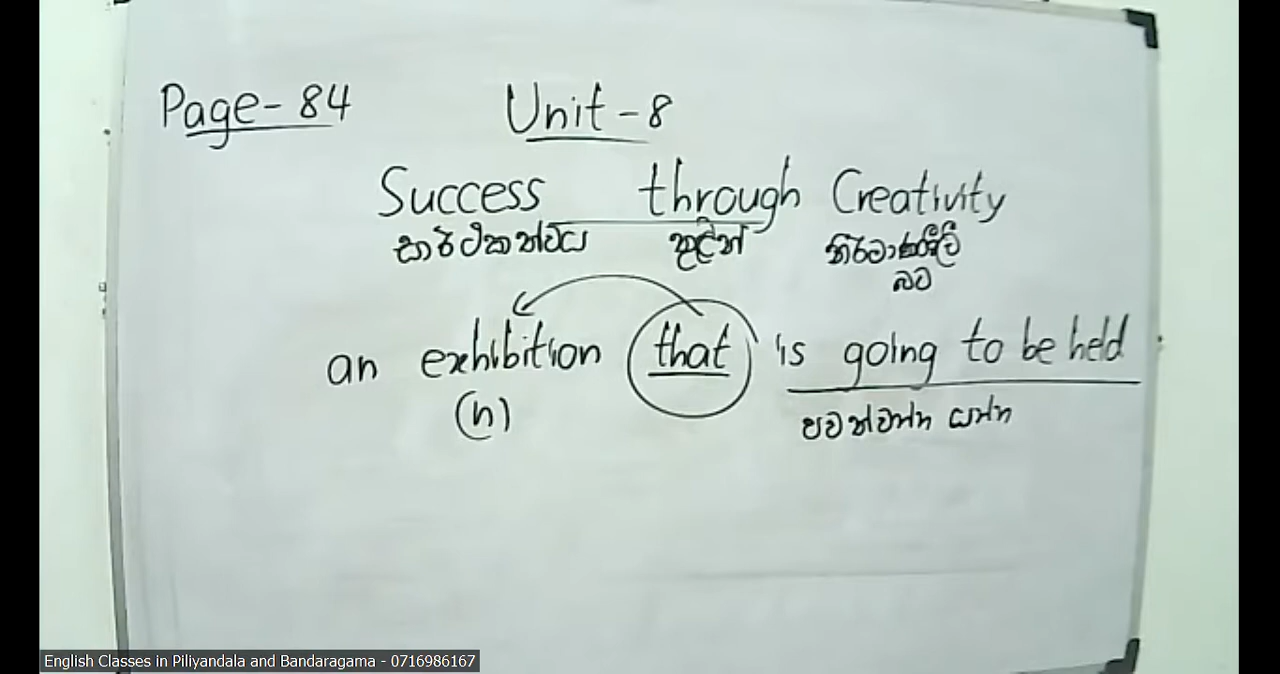 Page - 84 Unit - 8
Success through Creativity
සාර්ථකත්වය තුළින් නිර්මාණශීලී
බව
an exhibition that is going to be held
(n) පවත්වන්න යන්න
English Classes in Piliyandala and Bandaragama - 0716986167